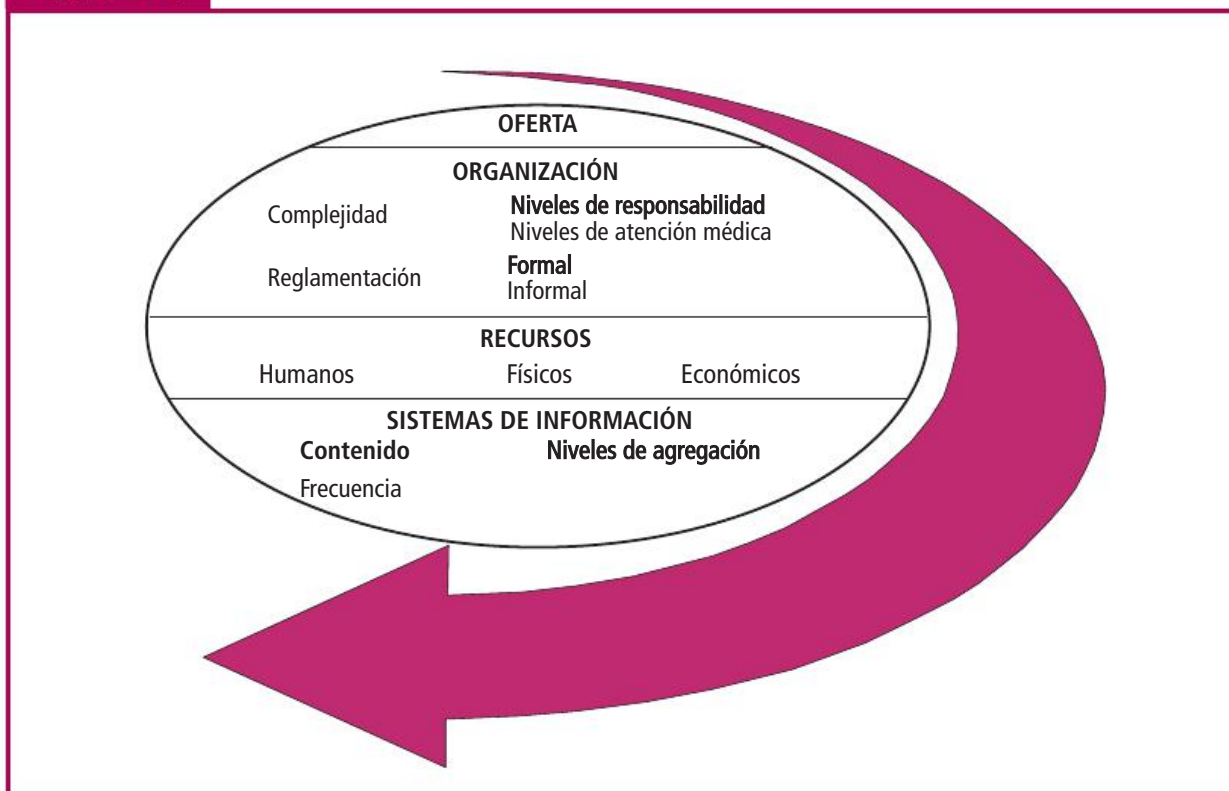 OFERTA
ORGANIZACIÓN
Complejidad
Niveles de responsabilidad
Niveles de atención médica
Reglamentación
Formal
Informal
RECURSOS
Humanos Físicos Económicos
SISTEMAS DE INFORMACIÓN
Contenido Niveles de agregación
Frecuencia